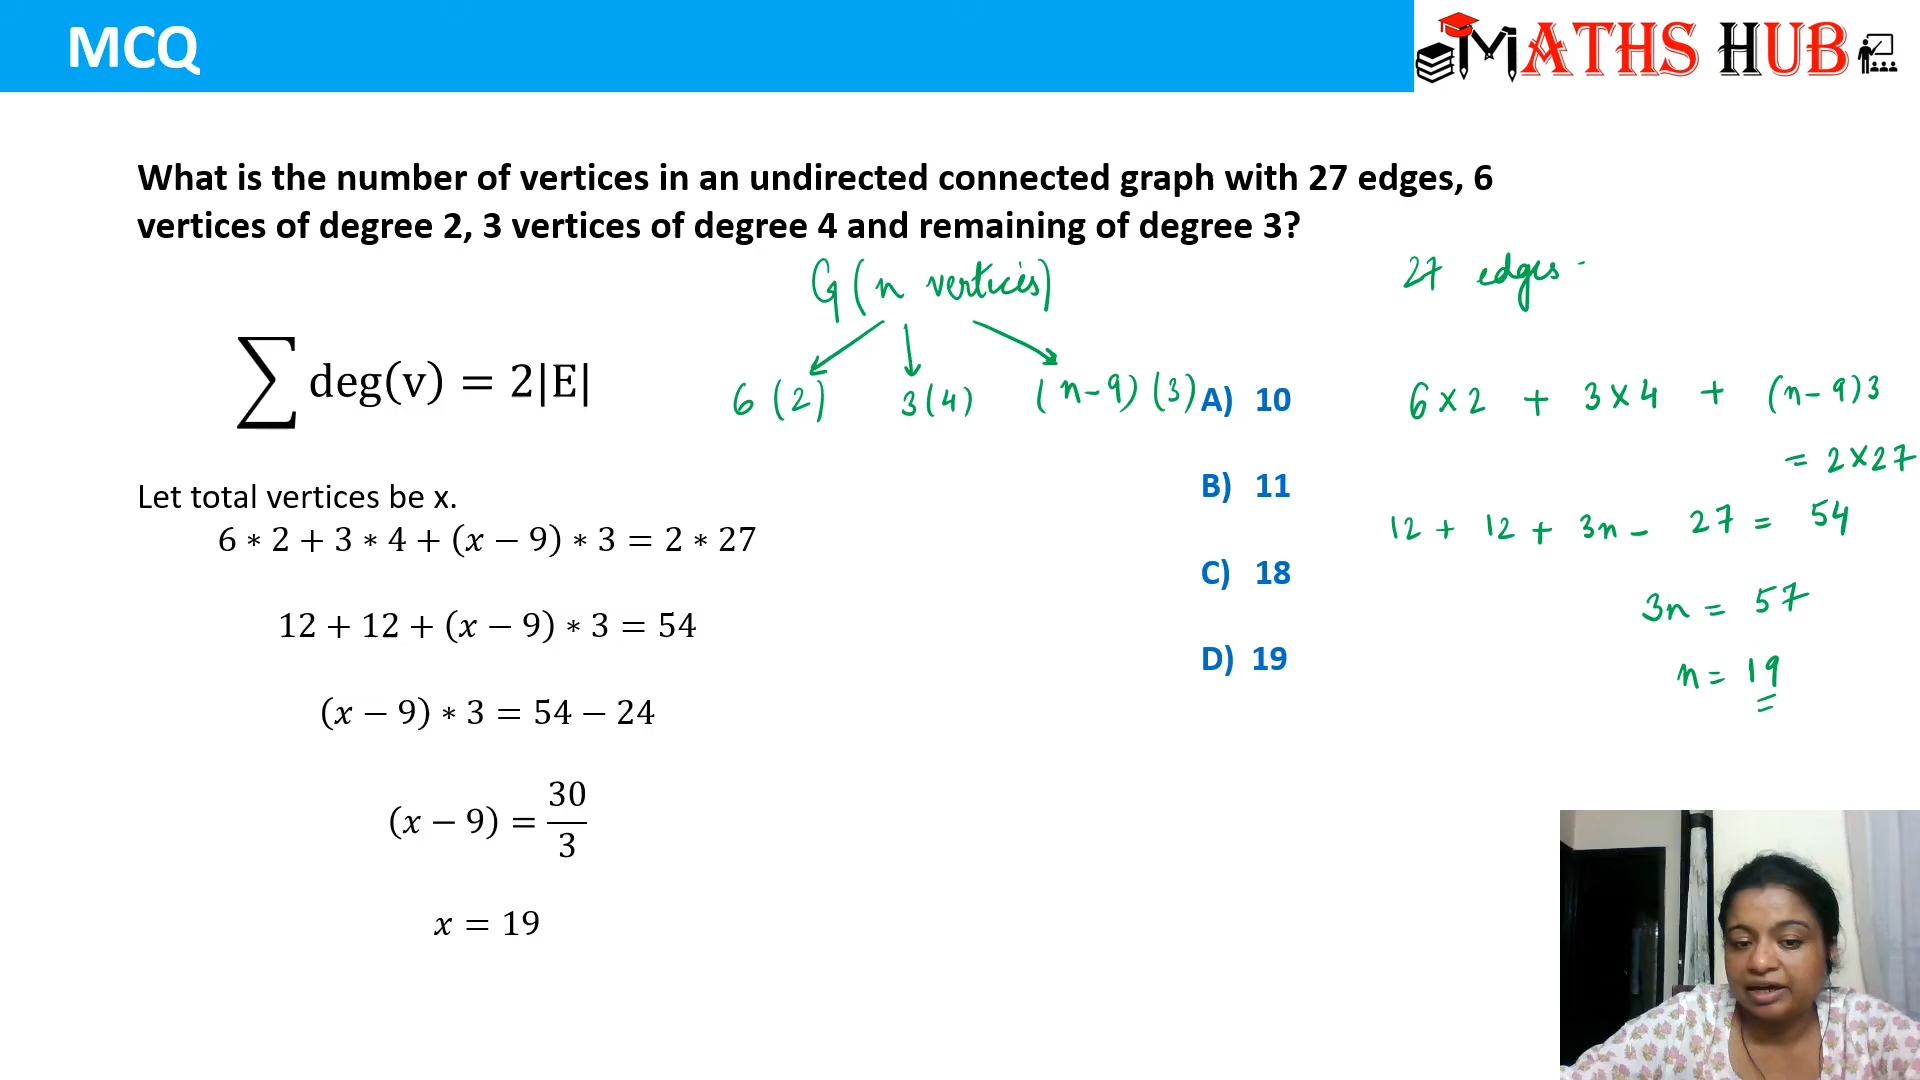 MCQ
MATHS HUB
What is the number of vertices in an undirected connected graph with 27 edges, 6
vertices of degree 2, 3 vertices of degree 4 and remaining of degree 3?
G (n vertices)
27 edges
∑ deg(v) = 2|E|
6 (2) 3(4) (n-9) (3)
A) 10
B) 11
C) 18
D) 19
6×2 + 3×4 + (n-9)3
= 2×27
12 + 12 + 3n - 27 = 54
3n = 57
n = 19
Let total vertices be x.
6 * 2 + 3 * 4 + (x − 9) * 3 = 2 * 27
12 + 12 + (x − 9) * 3 = 54
(x − 9) * 3 = 54 − 24
(x − 9) = 30/3
x = 19